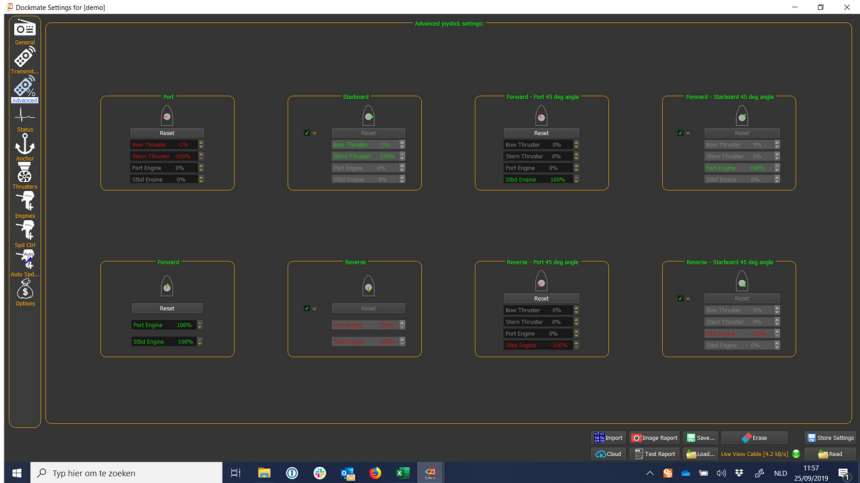 Dockmate Settings for [demo]
Advanced joystick settings:
General
Transmit...
Advanced
Status
Anchor
Thrusters
Engines
Spd Ctrl
Auto Spd...
Options
Port
Reset
Bow Thruster -1%
Stern Thruster -100%
Port Engine 0%
Stbd Engine 0%
Starboard
=
Reset
Bow Thruster 1%
Stern Thruster 100%
Port Engine 0%
Stbd Engine 0%
Forward - Port 45 deg angle
Reset
Bow Thruster 0%
Stern Thruster 0%
Port Engine 0%
Stbd Engine 100%
Forward - Starboard 45 deg angle
=
Reset
Bow Thruster 0%
Stern Thruster 0%
Port Engine 100%
Stbd Engine 0%
Forward
Reset
Port Engine 100%
Stbd Engine 100%
Reverse
=
Reset
Reverse - Port 45 deg angle
Reset
Bow Thruster 0%
Stern Thruster 0%
Port Engine 0%
Stbd Engine -100%
Reverse - Starboard 45 deg angle
=
Reset
Bow Thruster 0%
Stern Thruster 0%
Stbd Engine 0%
Import
Image Report
Save...
Erase
Store Settings
Cloud
Text Report
Load...
Live View Cable [4.2 kB/s]
Read
Typ hier om te zoeken
NLD
11:57
25/09/2019